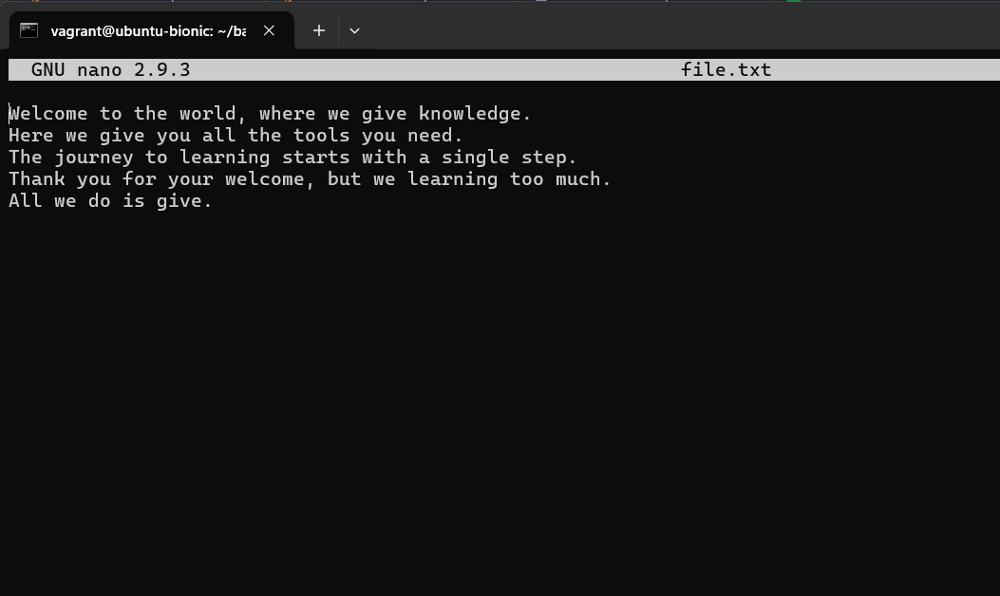 vagrant@ubuntu-bionic: ~/ba
GNU nano 2.9.3 file.txt
Welcome to the world, where we give knowledge.
Here we give you all the tools you need.
The journey to learning starts with a single step.
Thank you for your welcome, but we learning too much.
All we do is give.